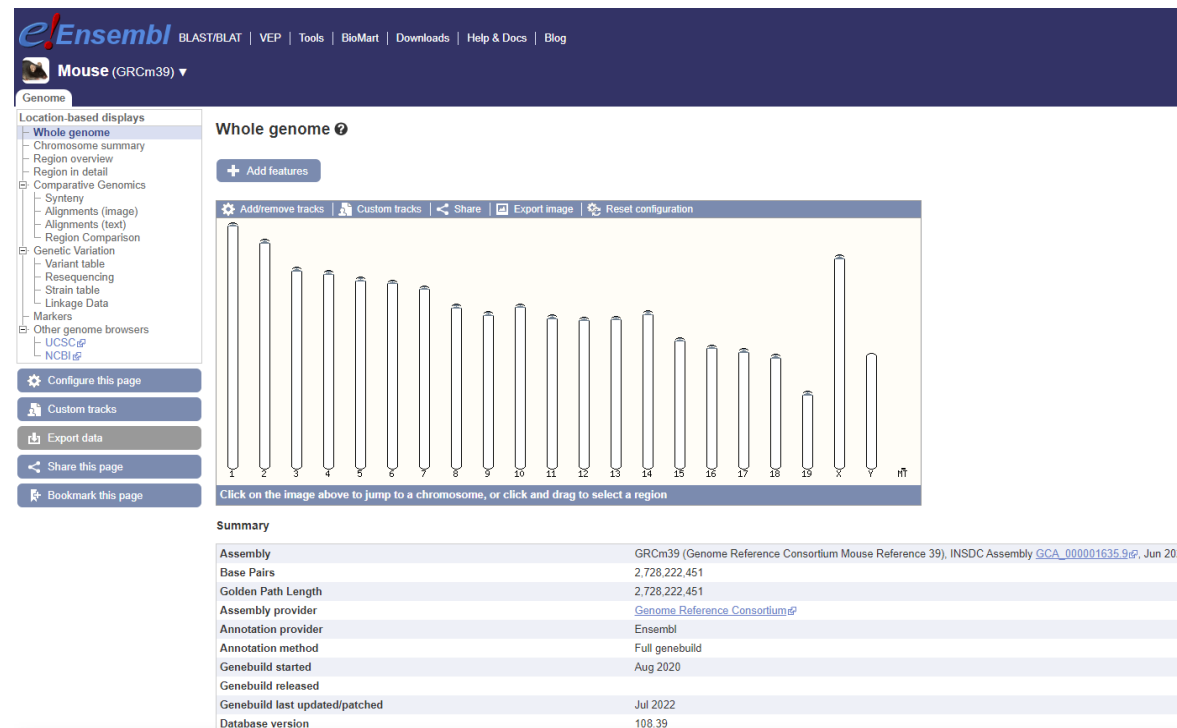 e!Ensembl BLAST/BLAT | VEP | Tools | BioMart | Downloads | Help & Docs | Blog
Mouse (GRCm39) ▼
Genome
Location-based displays
Whole genome
Chromosome summary
Region overview
Region in detail
Comparative Genomics
Synteny
Alignments (image)
Alignments (text)
Region Comparison
Genetic Variation
Variant table
Resequencing
Strain table
Linkage Data
Markers
Other genome browsers
UCSC
NCBI
Configure this page
Custom tracks
Export data
Share this page
Bookmark this page
Whole genome
Add features
Add/remove tracks | Custom tracks | Share | Export image | Reset configuration
1 2 3 4 5 6 7 8 9 10 11 12 13 14 15 16 17 18 19 X Y MT
Click on the image above to jump to a chromosome, or click and drag to select a region
Summary
Assembly GRCm39 (Genome Reference Consortium Mouse Reference 39), INSDC Assembly GCA_000001635.9, Jun 20
Base Pairs 2,728,222,451
Golden Path Length 2,728,222,451
Assembly provider Genome Reference Consortium
Annotation provider Ensembl
Annotation method Full genebuild
Genebuild started Aug 2020
Genebuild released
Genebuild last updated/patched Jul 2022
Database version 108.39